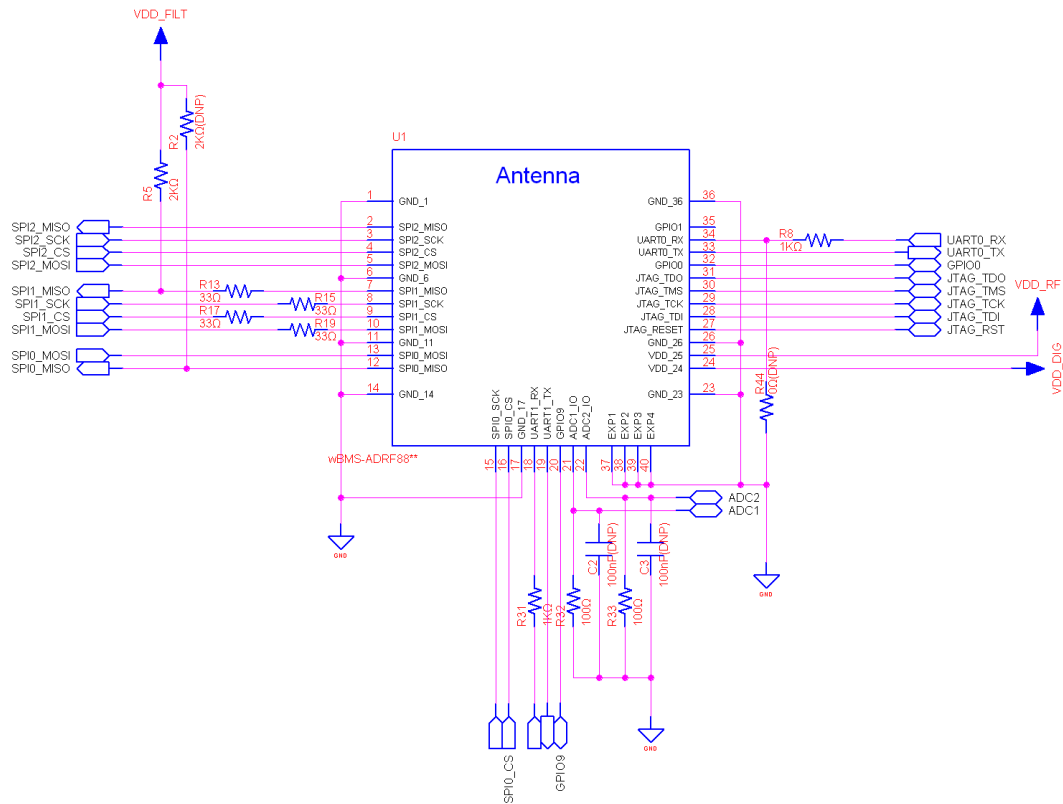 VDD_FILT
R2
2KΩ(DNP)
R5
2KΩ
U1
Antenna
1
GND_1
SPI2_MISO
2
SPI2_MISO
SPI2_SCK
3
SPI2_SCK
SPI2_CS
4
SPI2_CS
SPI2_MOSI
5
SPI2_MOSI
6
GND_6
SPI1_MISO
R13
33Ω
7
SPI1_MISO
SPI1_SCK
R15
33Ω
8
SPI1_SCK
SPI1_CS
R17
33Ω
9
SPI1_CS
SPI1_MOSI
R19
33Ω
10
SPI1_MOSI
11
GND_11
SPI0_MOSI
13
SPI0_MOSI
SPI0_MISO
12
SPI0_MISO
14
GND_14
36
GND_36
35
GPIO1
34
UART0_RX
R8
1KΩ
UART0_RX
33
UART0_TX
UART0_TX
32
GPIO0
GPIO0
31
JTAG_TDO
JTAG_TDO
30
JTAG_TMS
JTAG_TMS
29
JTAG_TCK
JTAG_TCK
28
JTAG_TDI
JTAG_TDI
27
JTAG_RESET
JTAG_RST
26
GND_26
25
VDD_25
VDD_RF
24
VDD_24
VDD_DIG
23
GND_23
R44
0Ω(DNP)
wBMS-ADRF88**
SPI0_SCK
15
SPI0_CS
16
GND_17
17
UART1_RX
18
UART1_TX
19
GPIO9
20
ADC1_IO
21
ADC2_IO
22
EXP1
37
EXP2
38
EXP3
39
EXP4
40
ADC2
ADC1
GND
GND
C2
100nF(DNP)
C3
100nF(DNP)
R31
1KΩ
R32
100Ω
R33
100Ω
GND
SPI0_CS
GPIO9